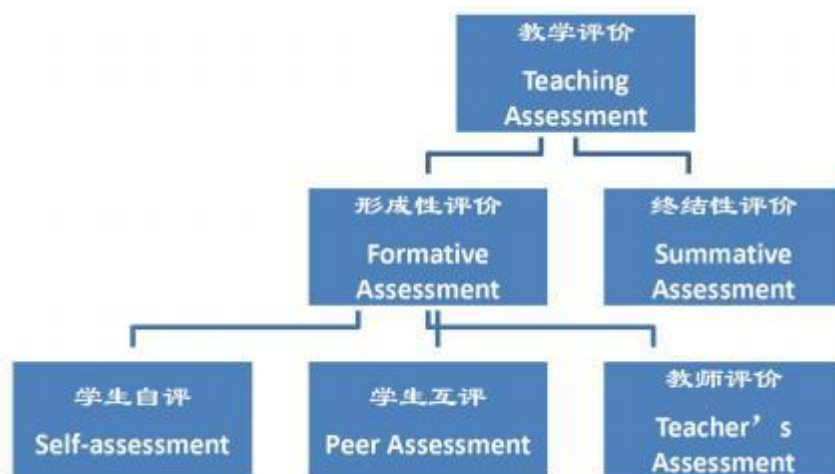 教学评价
Teaching
Assessment
形成性评价
Formative
Assessment
终结性评价
Summative
Assessment
学生自评
Self-assessment
学生互评
Peer Assessment
教师评价
Teacher’s
Assessment